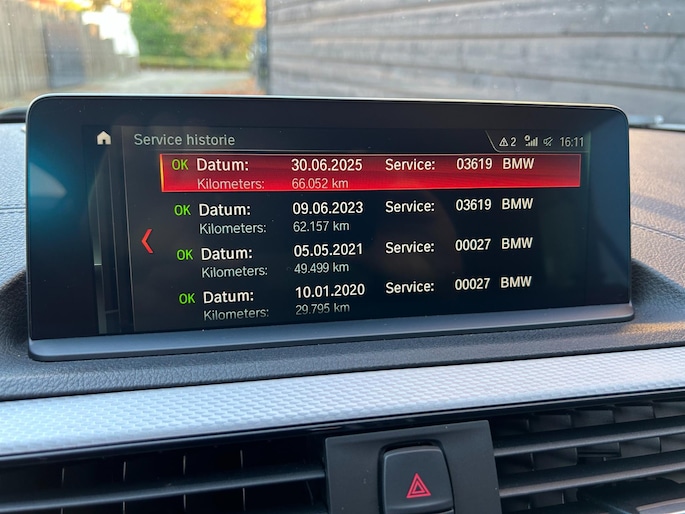 Service historie
2 16:11
OK Datum: 30.06.2025 Service: 03619 BMW
Kilometers: 66.052 km
OK Datum: 09.06.2023 Service: 03619 BMW
Kilometers: 62.157 km
OK Datum: 05.05.2021 Service: 00027 BMW
Kilometers: 49.499 km
OK Datum: 10.01.2020 Service: 00027 BMW
Kilometers: 29.795 km